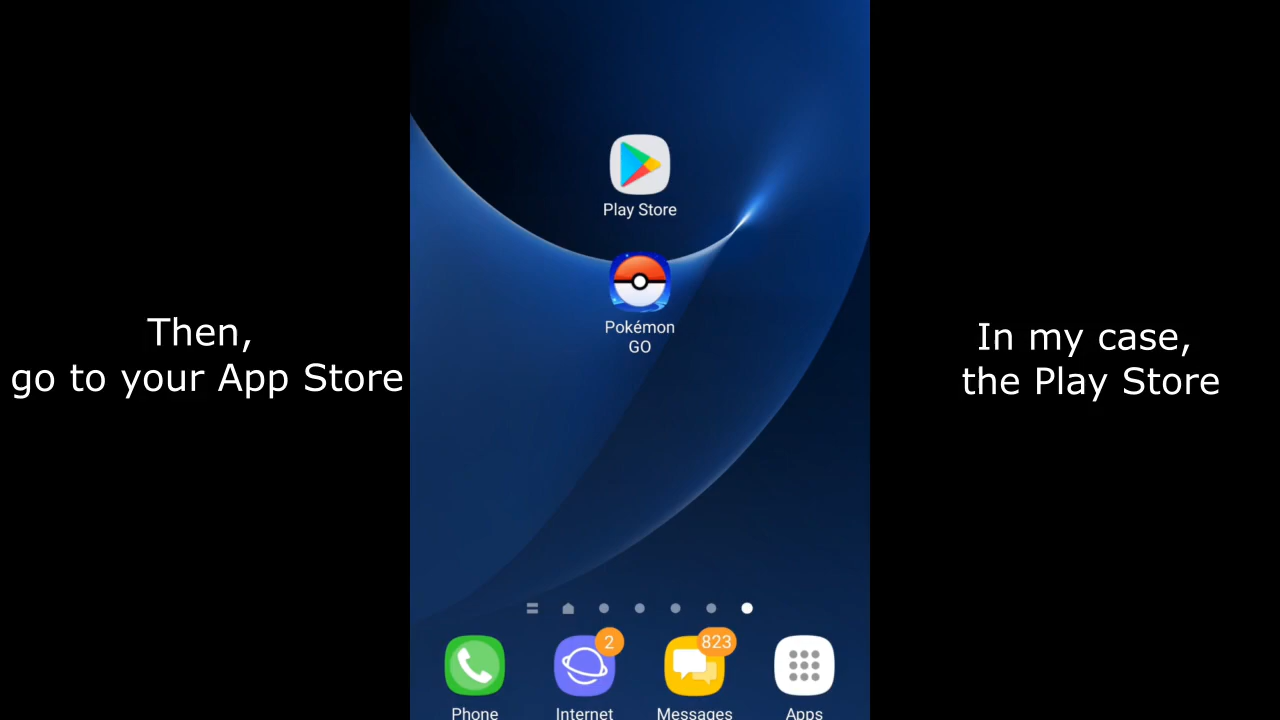 Then,
go to your App Store
Play Store
Pokémon
GO
In my case,
the Play Store
2
823
Phone
Internet
Messages
Apps